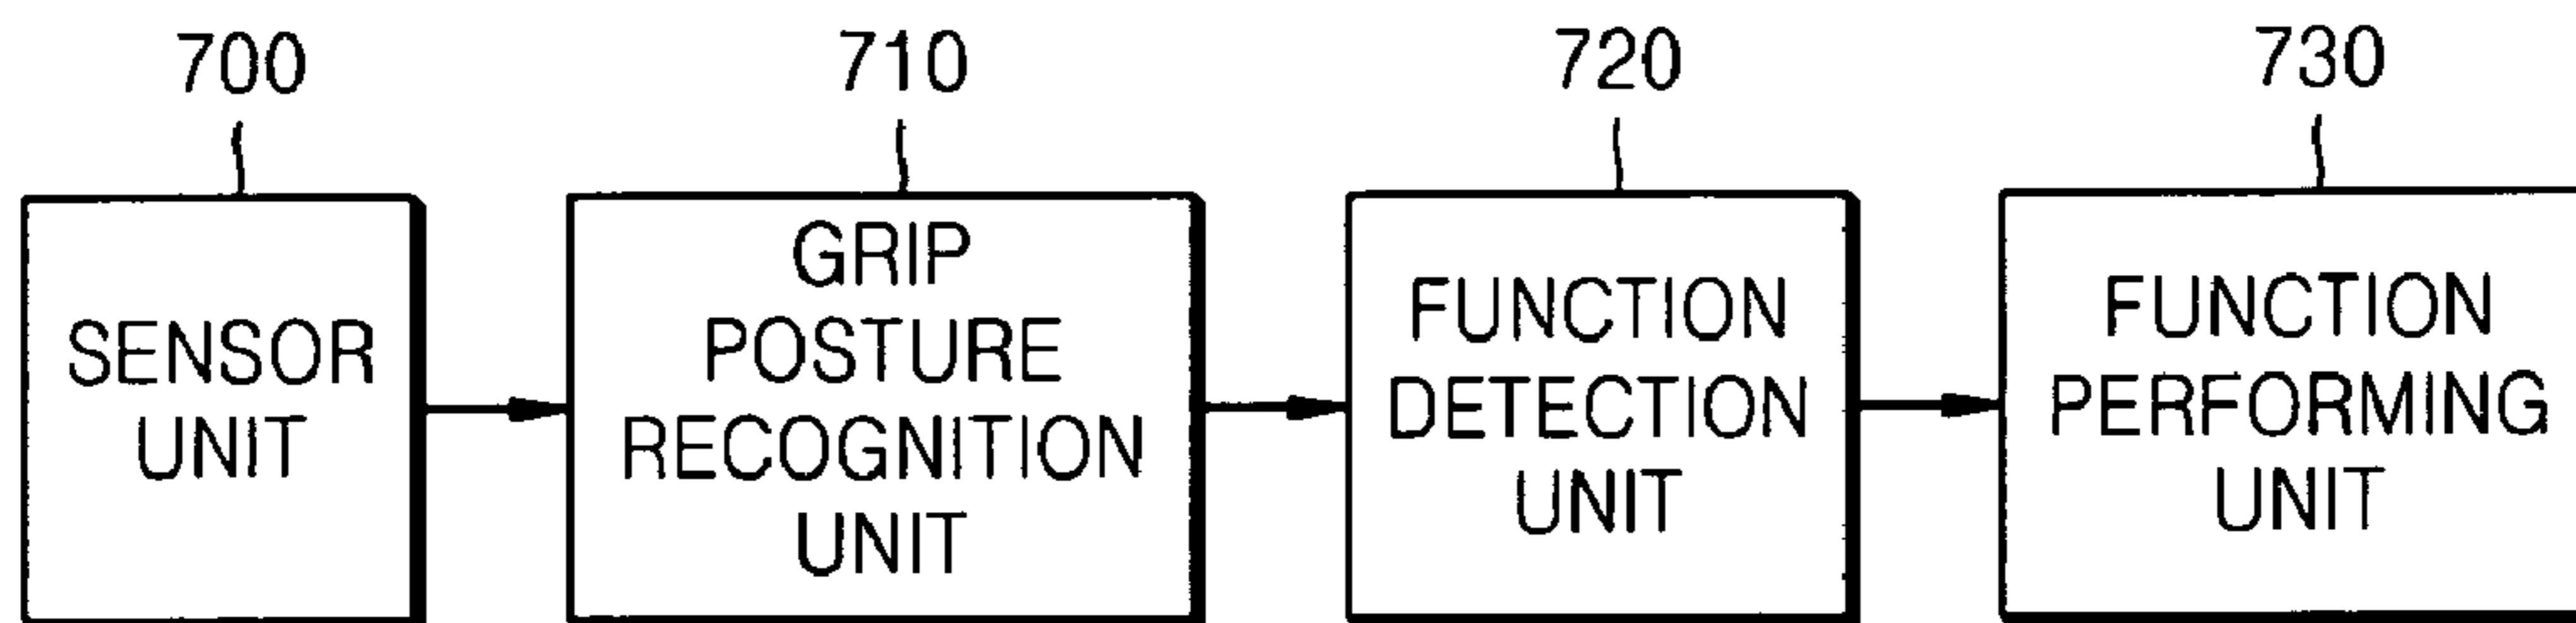 700
710
720
730
SENSOR
UNIT
GRIP
POSTURE
RECOGNITION
UNIT
FUNCTION
DETECTION
UNIT
FUNCTION
PERFORMING
UNIT